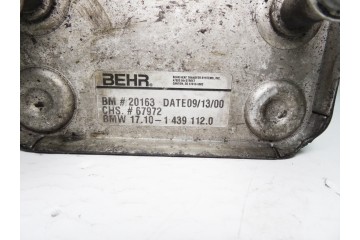 BEHR
BM # 20163 DATE09/13/00
CHS. # 67972
BMW 17.10-1 439 112.0